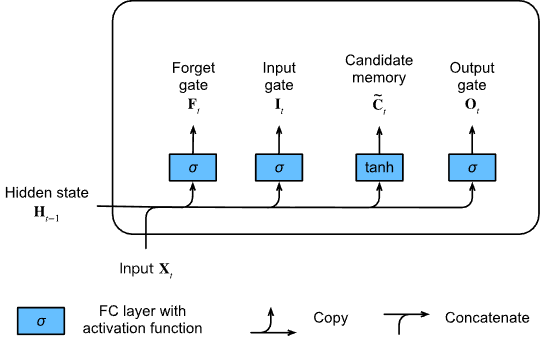 Forget gate F_t
Input gate I_t
Candidate memory C̃_t
Output gate O_t
σ
σ
tanh
σ
Hidden state
H_{t−1}
Input X_t
σ
FC layer with
activation function
Copy
Concatenate